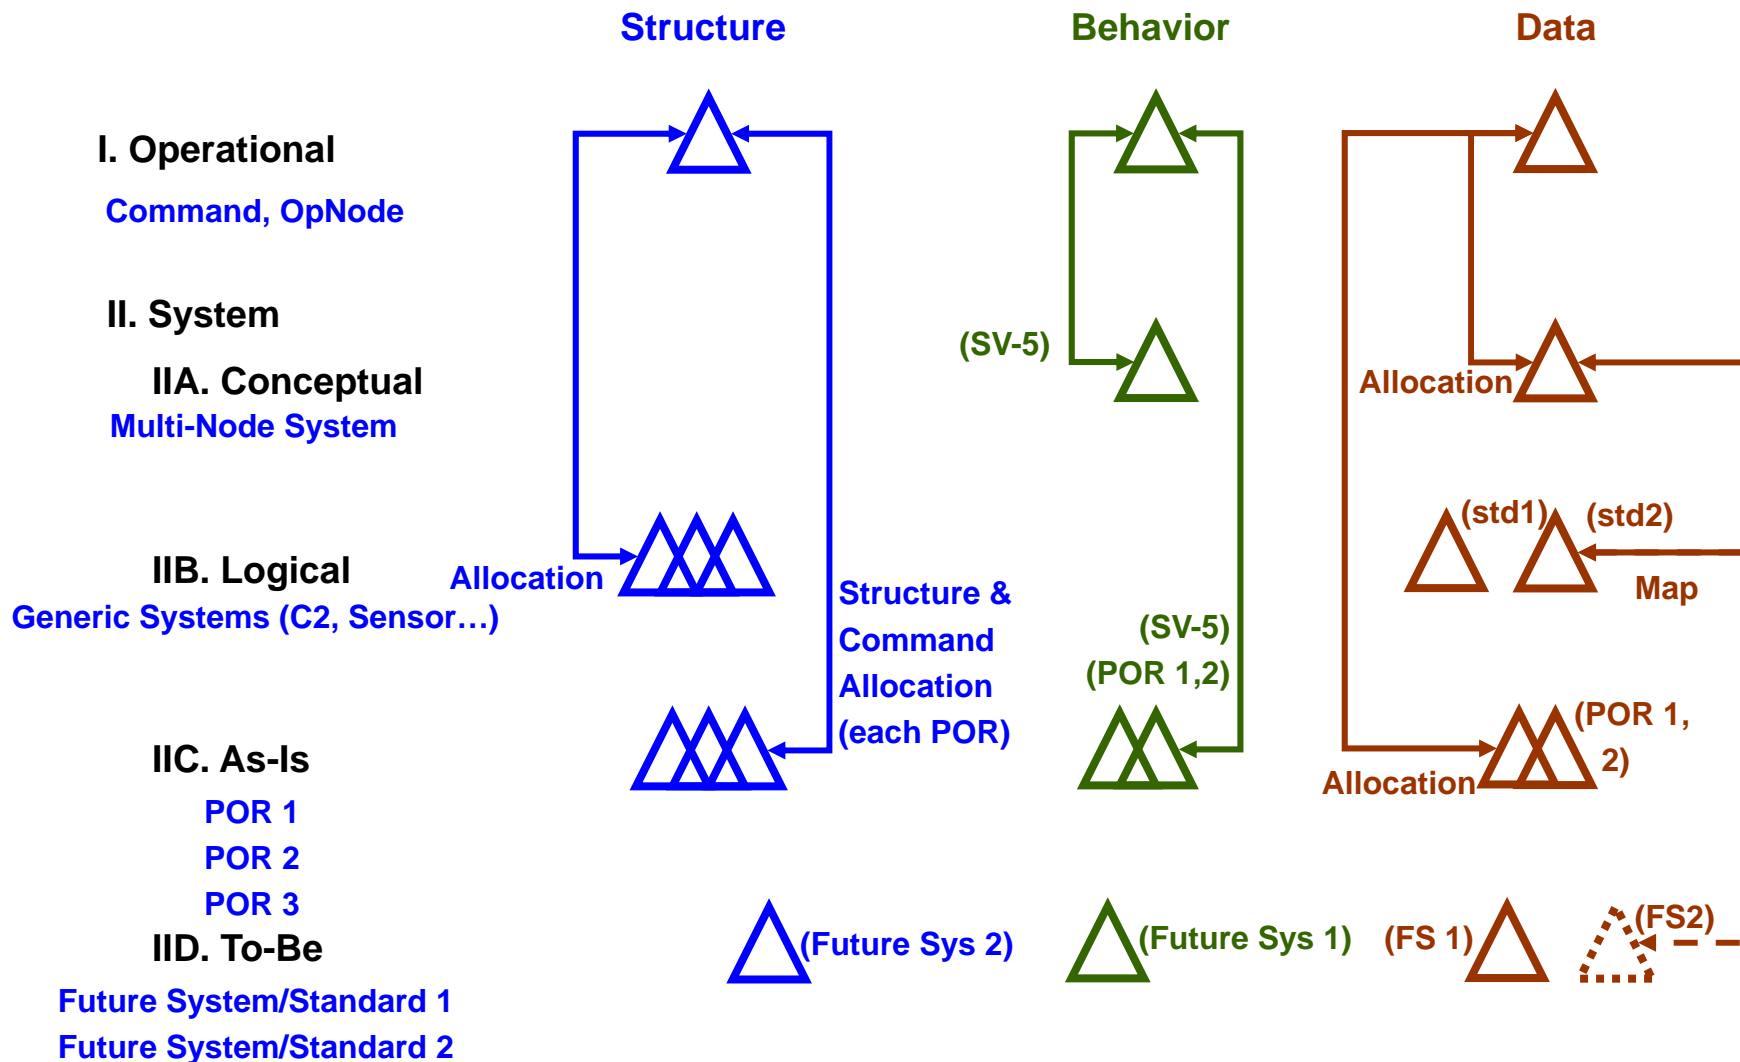 Structure
Behavior
Data
I. Operational
Command, OpNode
II. System
(SV-5)
IIA. Conceptual
Allocation
Multi-Node System
(std1)
(std2)
IIB. Logical
Allocation
Generic Systems (C2, Sensor…)
Structure &
Command
Allocation
(each POR)
(SV-5)
(POR 1,2)
Map
(POR 1,
2)
Allocation
IIC. As-Is
POR 1
POR 2
POR 3
IID. To-Be
(Future Sys 2)
(Future Sys 1)
(FS 1)
(FS2)
Future System/Standard 1
Future System/Standard 2